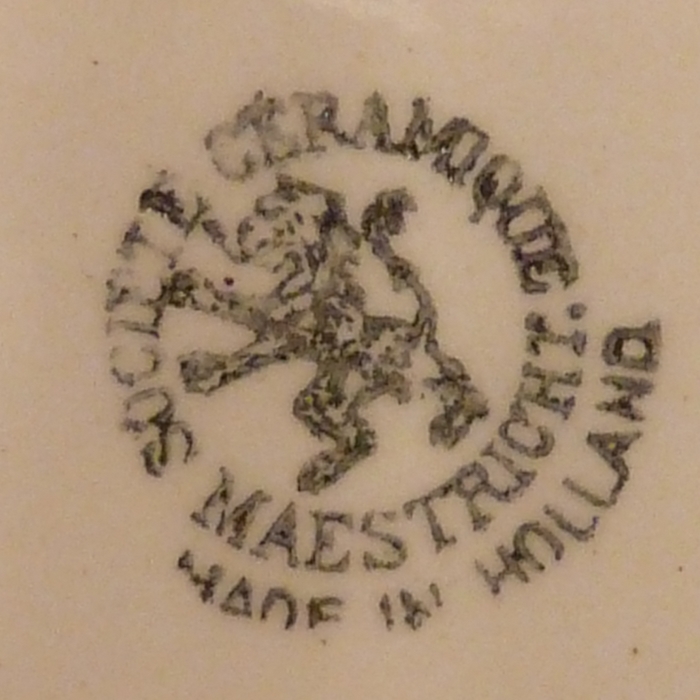 SOCIETE CERAMIQUE.
MAESTRICHT
MADE IN HOLLAND